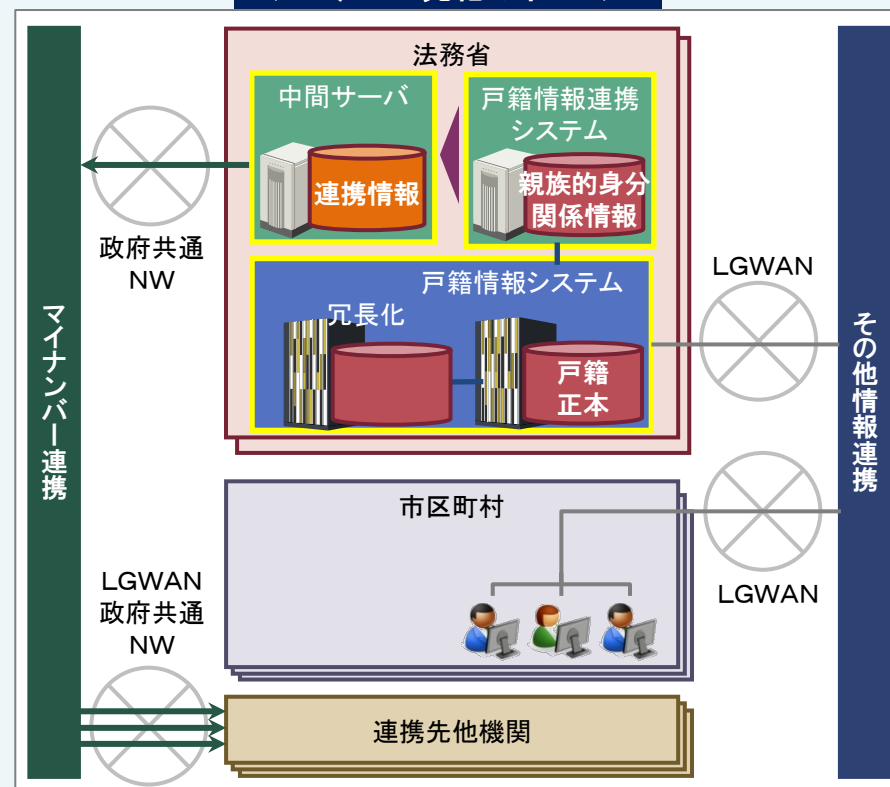 法務省
中間サーバ
連携情報
戸籍情報連携
システム
親族的身分
関係情報
政府共通
NW
戸籍情報システム
冗長化
戸籍
正本
LGWAN
マイナンバー連携
その他情報連携
市区町村
LGWAN
LGWAN
政府共通
NW
連携先他機関